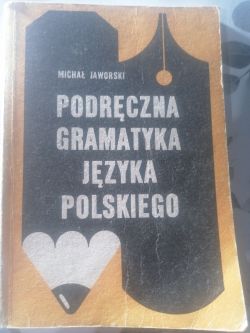 MICHAŁ JAWORSKI
PODRĘCZNA
GRAMATYKA
JĘZYKA
POLSKIEGO